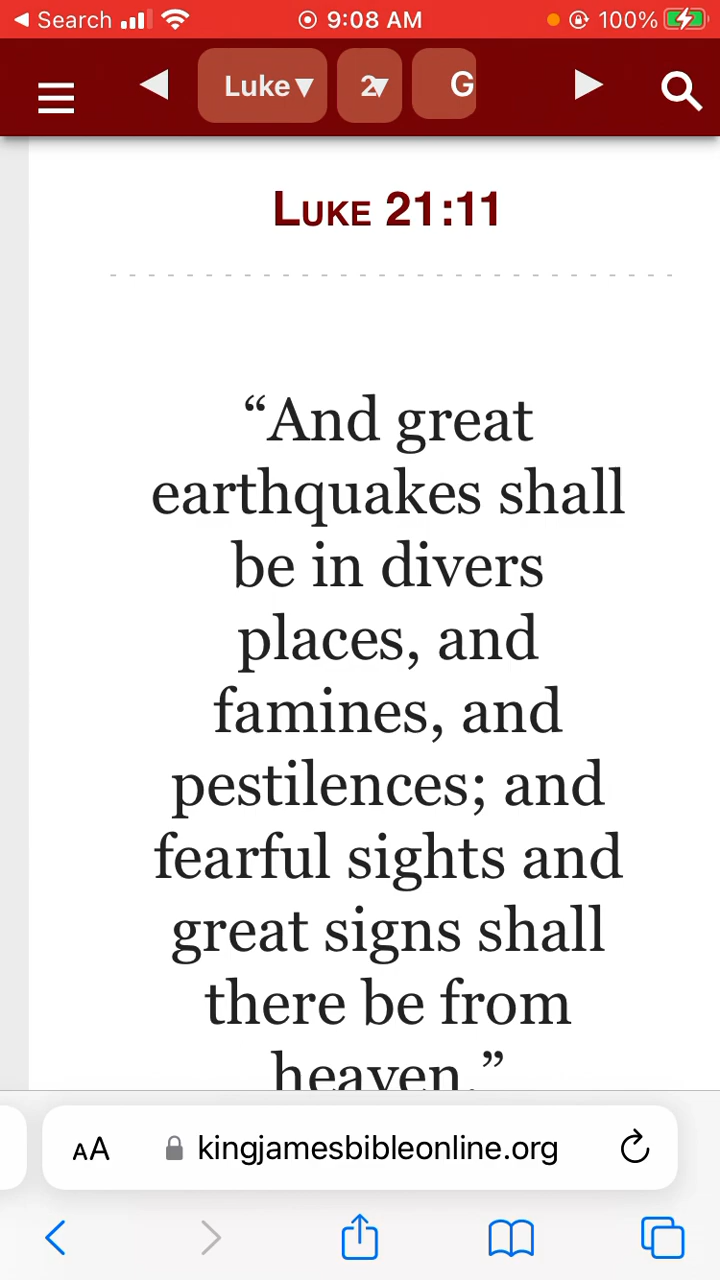 Search 9:08 AM 100%
Luke 2 G
LUKE 21:11
“And great
earthquakes shall
be in divers
places, and
famines, and
pestilences; and
fearful sights and
great signs shall
there be from
heaven.”
AA kingjamesbibleonline.org